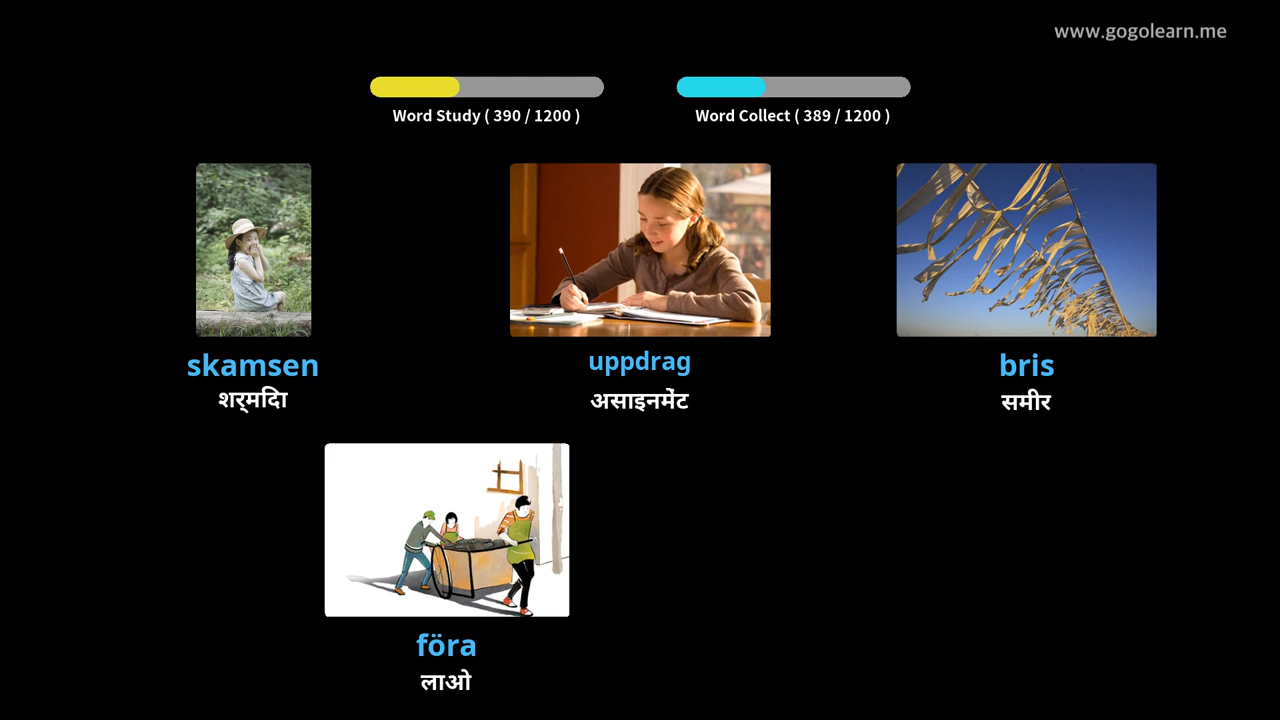 www.gogolearn.me
Word Study ( 390 / 1200 )
Word Collect ( 389 / 1200 )
skamsen
uppdrag
bris
शर्‌मदिा
असाइनमेंट
समीर
föra
लाओ